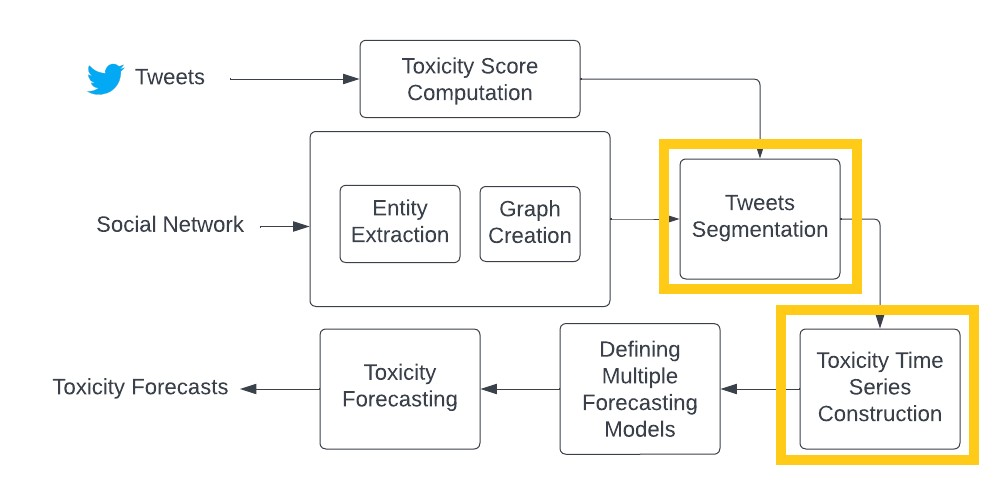 Tweets
Toxicity Score
Computation
Social Network
Entity
Extraction
Graph
Creation
Tweets
Segmentation
Toxicity Time
Series
Construction
Defining
Multiple
Forecasting
Models
Toxicity
Forecasting
Toxicity Forecasts